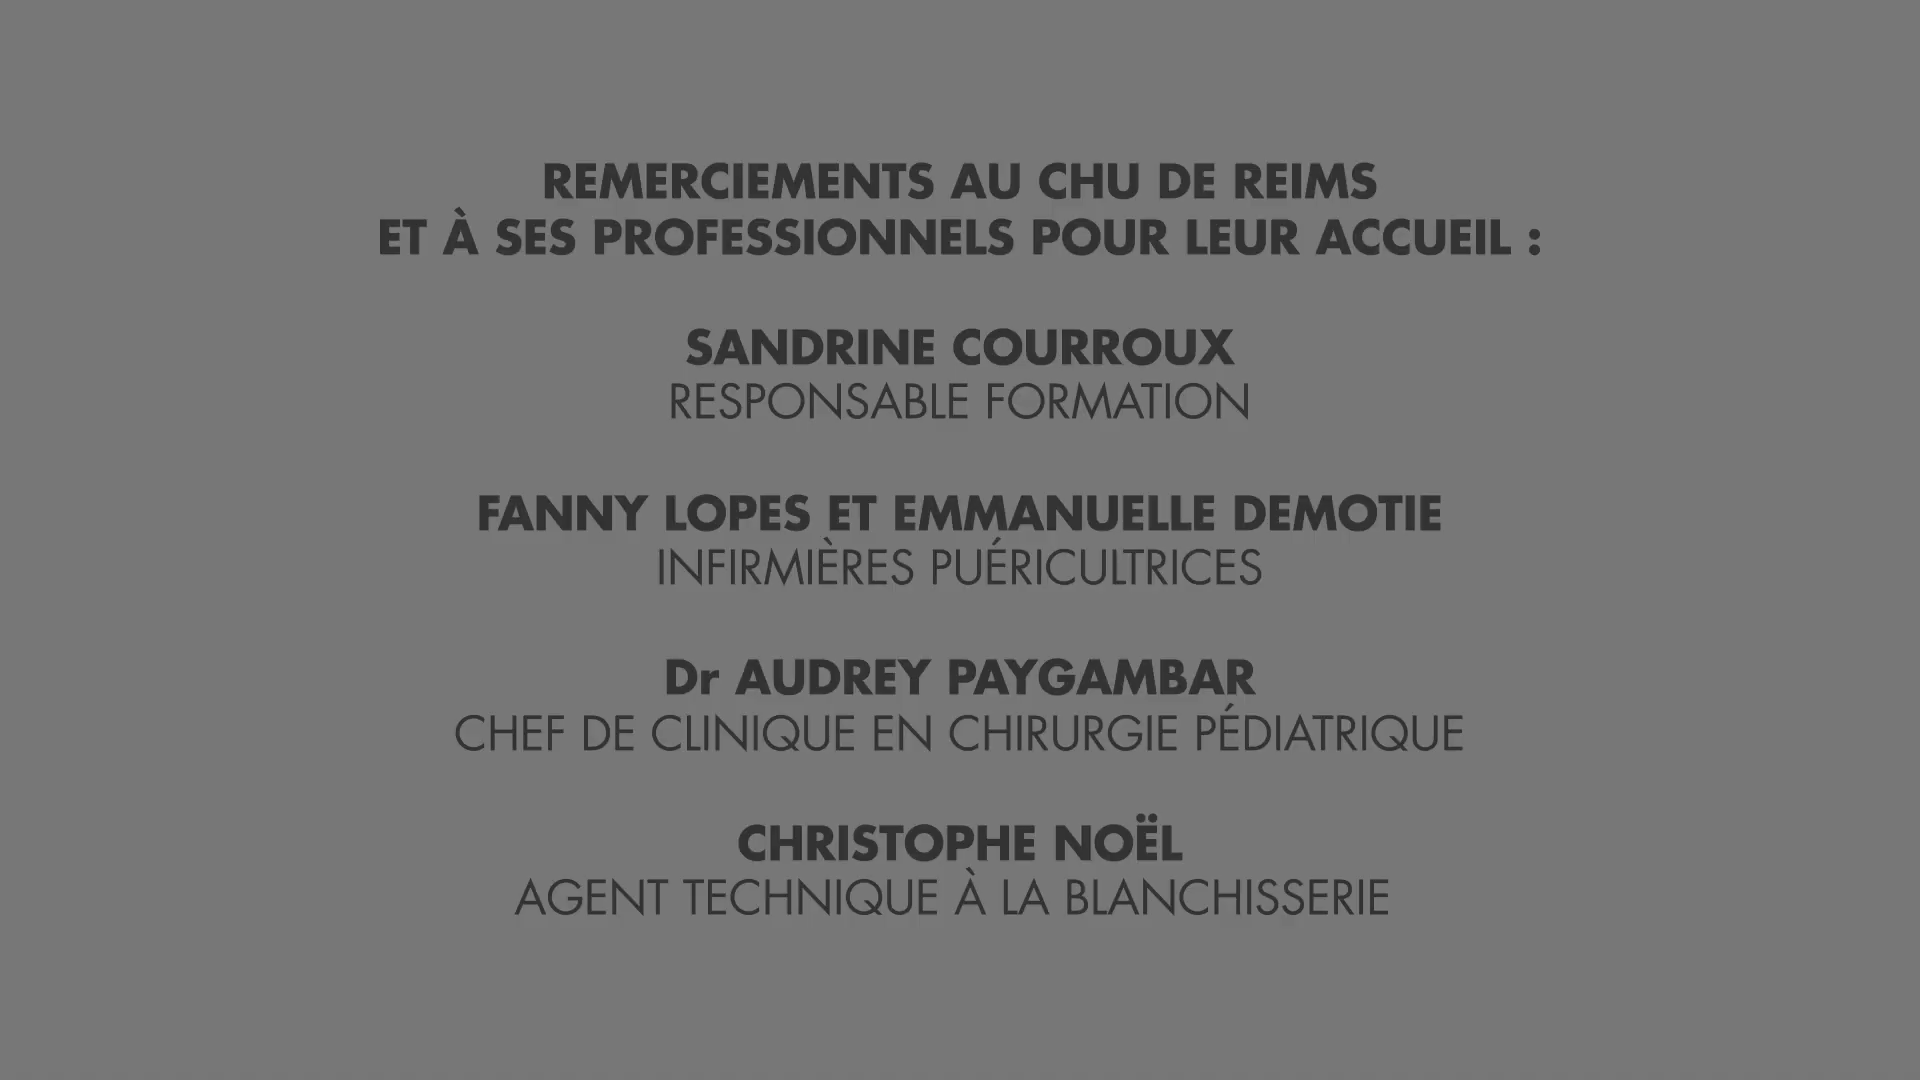 REMERCIEMENTS AU CHU DE REIMS
ET À SES PROFESSIONNELS POUR LEUR ACCUEIL :
SANDRINE COURROUX
RESPONSABLE FORMATION
FANNY LOPES ET EMMANUELLE DEMOTIE
INFIRMIÈRES PUÉRICULTRICES
Dr AUDREY PAYGAMBAR
CHEF DE CLINIQUE EN CHIRURGIE PÉDIATRIQUE
CHRISTOPHE NOËL
AGENT TECHNIQUE À LA BLANCHISSERIE